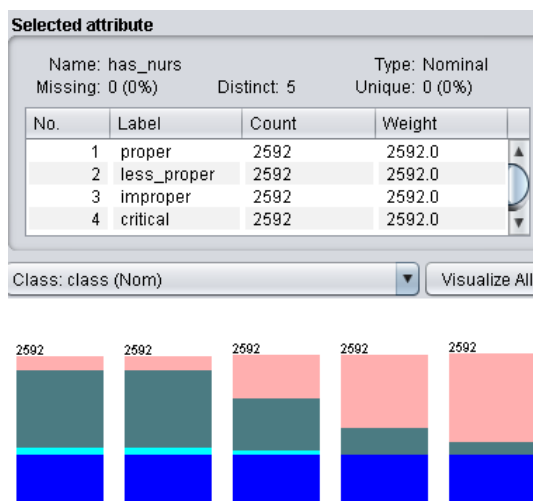 Selected attribute
Name: has_nurs Type: Nominal
Missing: 0 (0%) Distinct: 5 Unique: 0 (0%)
No. Label Count Weight
1 proper 2592 2592.0
2 less_proper 2592 2592.0
3 improper 2592 2592.0
4 critical 2592 2592.0
Class: class (Nom) Visualize All
2592 2592 2592 2592 2592